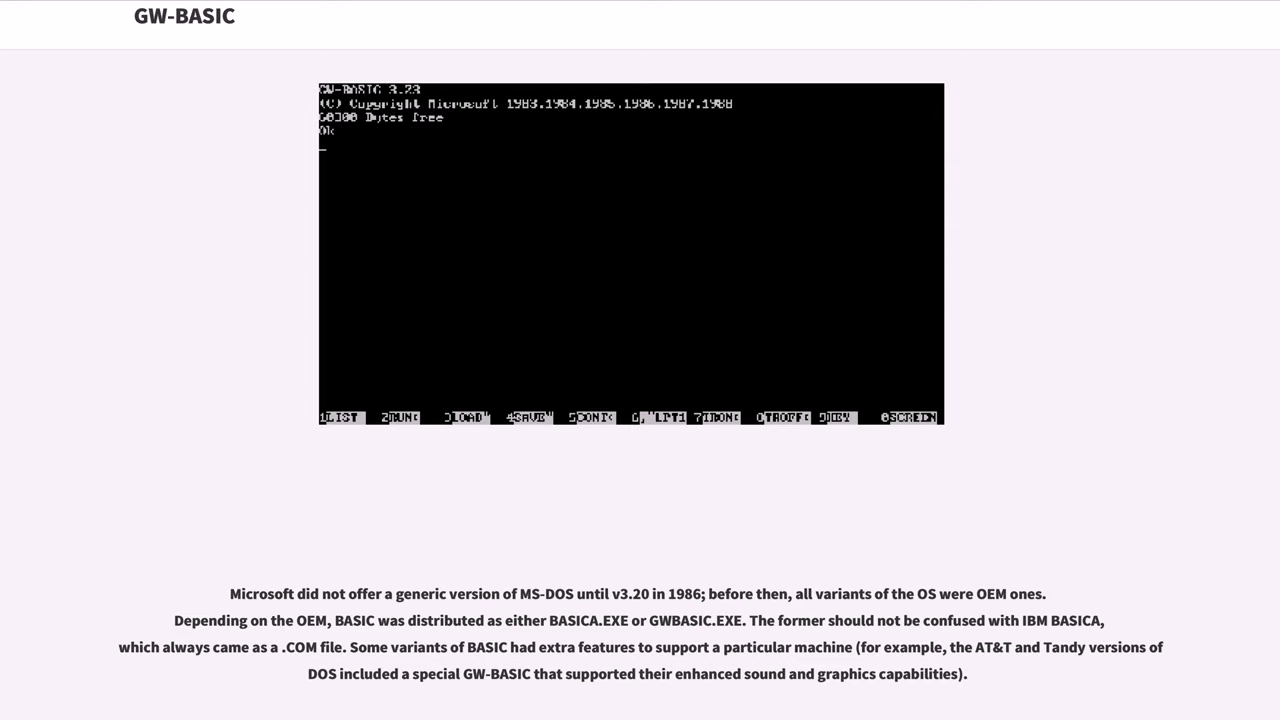 GW-BASIC
GW-BASIC 3.23
(C) Copyright Microsoft 1983,1984,1985,1986,1987,1988
Bytes free
Ok
1LIST 2RUN← 3LOAD" 4SAVE" 5CONT← 6,"LPT1 7TRON← 8TROFF← 9KEY 0SCREEN
Microsoft did not offer a generic version of MS-DOS until v3.20 in 1986; before then, all variants of the OS were OEM ones.
Depending on the OEM, BASIC was distributed as either BASICA.EXE or GWBASIC.EXE. The former should not be confused with IBM BASICA,
which always came as a .COM file. Some variants of BASIC had extra features to support a particular machine (for example, the AT&T and Tandy versions of
DOS included a special GW-BASIC that supported their enhanced sound and graphics capabilities).